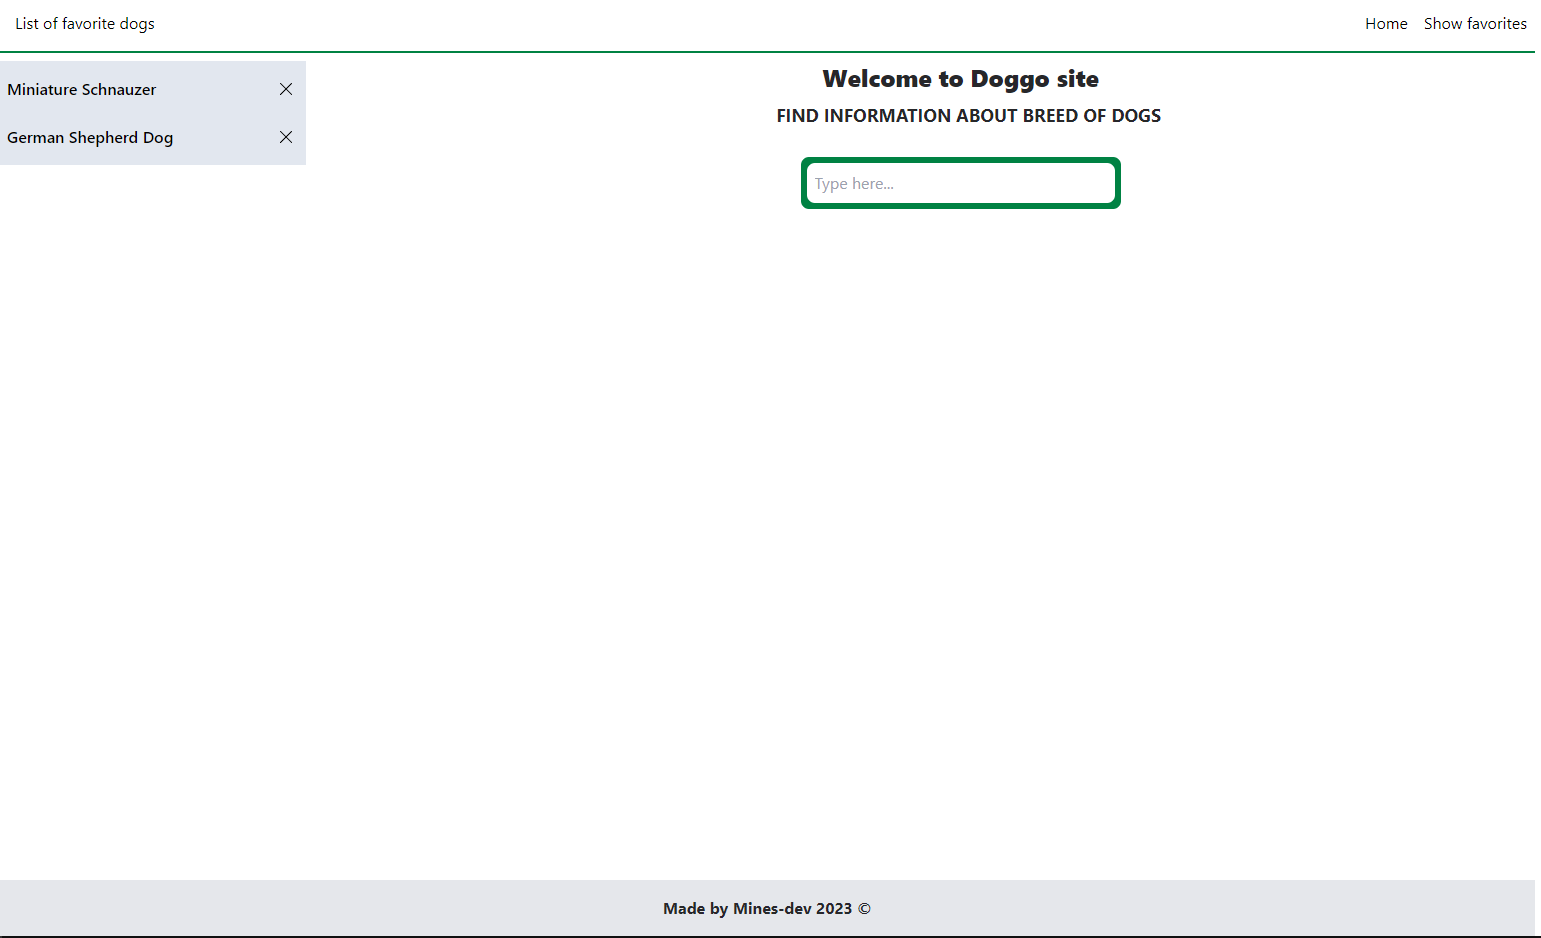 List of favorite dogs
Home
Show favorites
Miniature Schnauzer
German Shepherd Dog
Welcome to Doggo site
FIND INFORMATION ABOUT BREED OF DOGS
Type here...
Made by Mines-dev 2023 ©